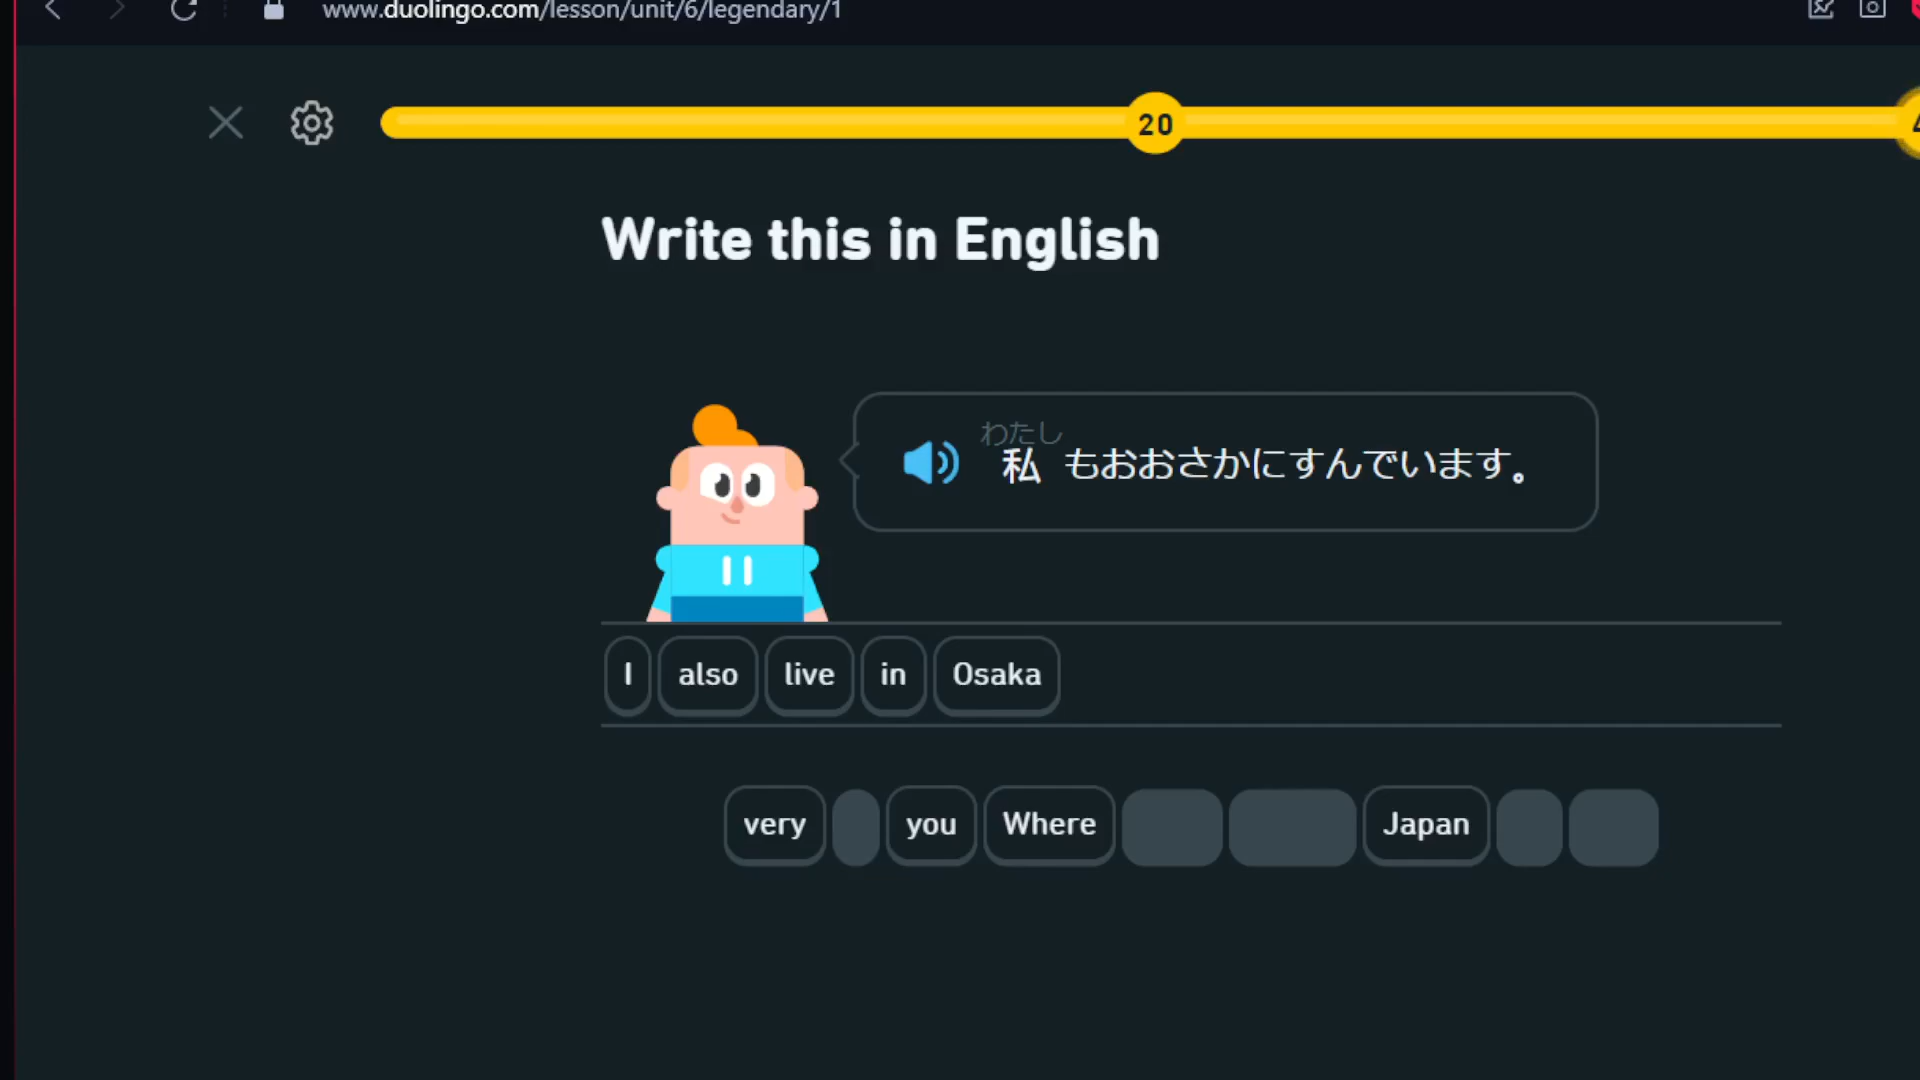 www.duolingo.com/lesson/unit/6/legendary/1
20
Write this in English
わたし
私 もおおさかにすんでいます。
I also live in Osaka
very you Where Japan